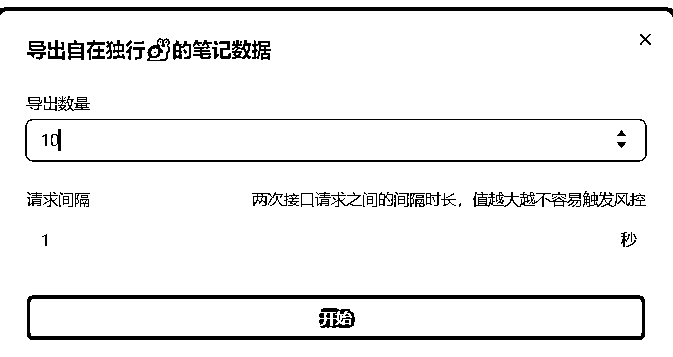 导出自在独行🐌的笔记数据
×
导出数量
10
请求间隔 两次接口请求之间的间隔时长，值越大越不容易触发风控
1 秒
开始